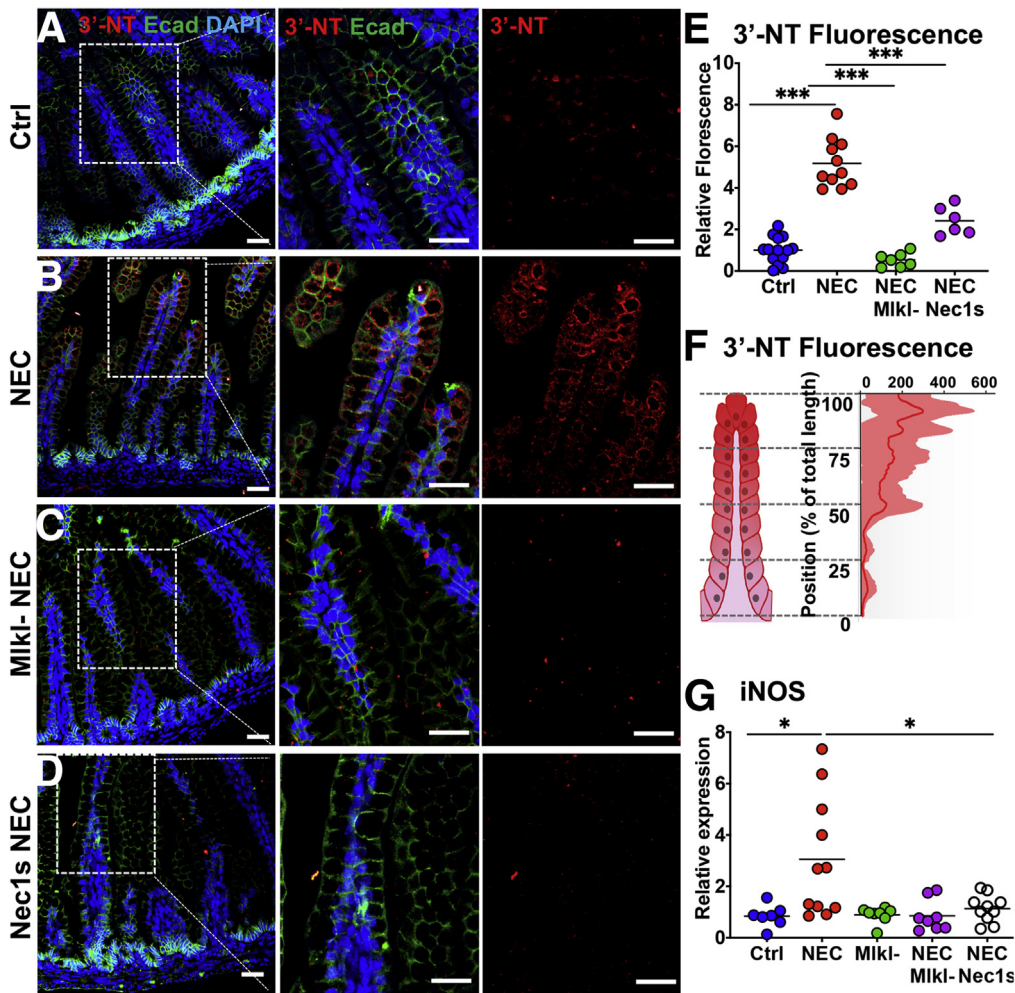 A 3’-NT Ecad DAPI
3’-NT Ecad
3’-NT
Ctrl
B
NEC
C
Mlkl- NEC
D
Nec1s NEC
E 3’-NT Fluorescence
Relative Florescence
10
8
6
4
2
0
***
***
***
Ctrl
NEC
NEC Mlkl-
NEC Nec1s
F 3’-NT Fluorescence
0 200 400 600
Position (% of total length)
100
75
50
25
0
G iNOS
Relative expression
8
6
4
2
0
*
*
Ctrl
NEC
Mlkl-
NEC Mlkl-
NEC Nec1s